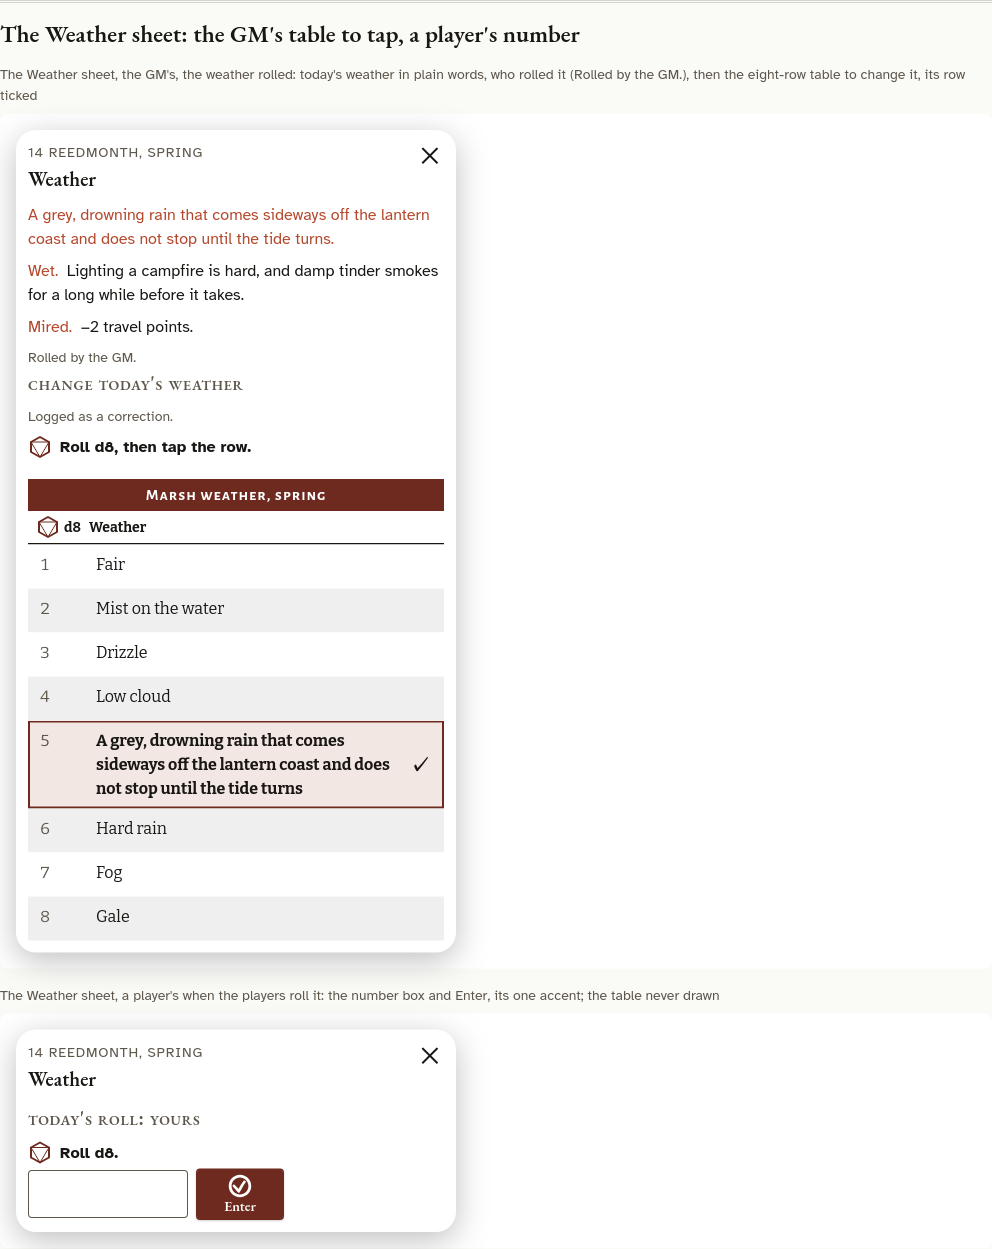 The Weather sheet: the GM's table to tap, a player's number
The Weather sheet, the GM's, the weather rolled: today's weather in plain words, who rolled it (Rolled by the GM.), then the eight-row table to change it, its row
ticked
14 REEDMONTH, SPRING
Weather
A grey, drowning rain that comes sideways off the lantern
coast and does not stop until the tide turns.
Wet. Lighting a campfire is hard, and damp tinder smokes
for a long while before it takes.
Mired. –2 travel points.
Rolled by the GM.
CHANGE TODAY'S WEATHER
Logged as a correction.
Roll d8, then tap the row.
MARSH WEATHER, SPRING
d8 Weather
1 Fair
2 Mist on the water
3 Drizzle
4 Low cloud
5 A grey, drowning rain that comes
sideways off the lantern coast and does
not stop until the tide turns
6 Hard rain
7 Fog
8 Gale
The Weather sheet, a player's when the players roll it: the number box and Enter, its one accent; the table never drawn
14 REEDMONTH, SPRING
Weather
TODAY'S ROLL: YOURS
Roll d8.
Enter